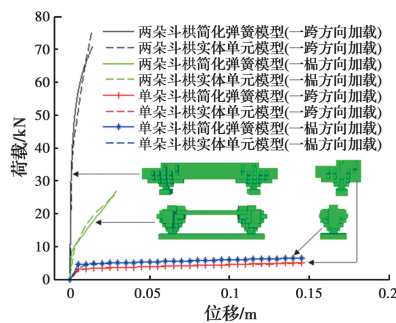 80
70
60
50
40
30
20
10
0
荷载/kN
两朵斗栱简化弹簧模型(一跨方向加载)
两朵斗栱实体单元模型(一跨方向加载)
两朵斗栱简化弹簧模型(一榀方向加载)
两朵斗栱实体单元模型(一榀方向加载)
单朵斗栱简化弹簧模型(一跨方向加载)
单朵斗栱实体单元模型(一跨方向加载)
单朵斗栱简化弹簧模型(一榀方向加载)
单朵斗栱实体单元模型(一榀方向加载)
0
0.05
0.1
0.15
0.2
位移/m